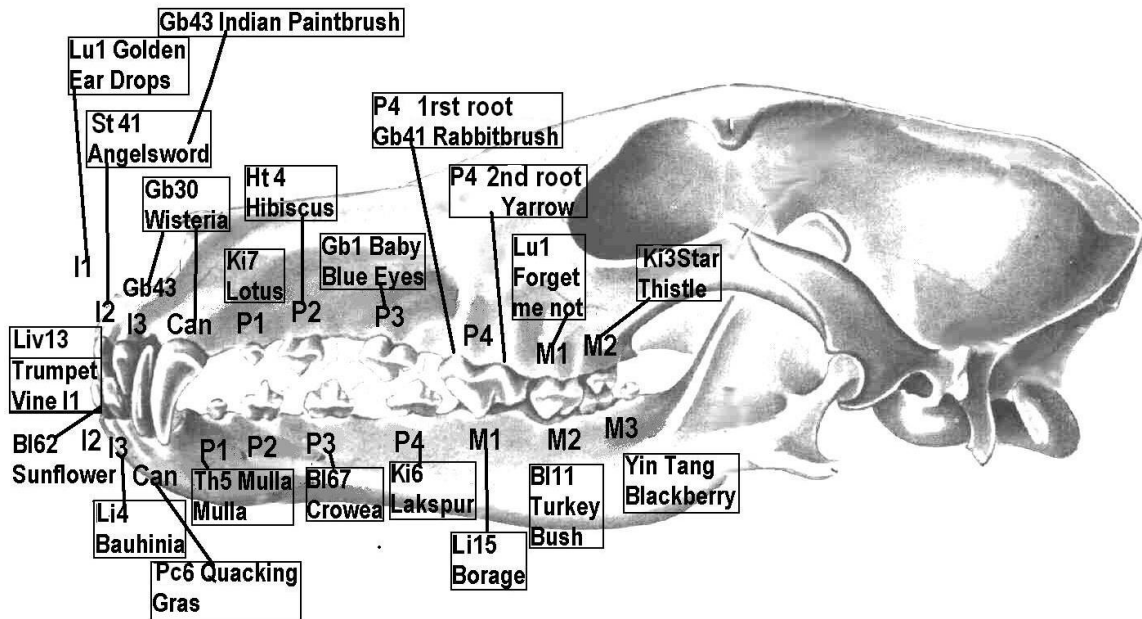 Gb43 Indian Paintbrush
Lu1 Golden
Ear Drops
St 41
Angelsword
P4 1rst root
Gb41 Rabbitbrush
Gb30
Wisteria
Ht 4
Hibiscus
P4 2nd root
Yarrow
Gb1 Baby
Blue Eyes
Ki7
Lotus
Lu1
Forget
me not
Ki3Star
Thistle
I1
Gb43
I2
I3
Can
P1
P2
P3
P4
M1
M2
Liv13
Trumpet
Vine I1
Bl62
Sunflower
I2
I3
Can
P1
P2
P3
P4
M1
M2
M3
Th5 Mulla
Mulla
Bl67
Crowea
Ki6
Lakspur
Bl11
Turkey
Bush
Yin Tang
Blackberry
Li4
Bauhinia
Li15
Borage
Pc6 Quacking
Gras